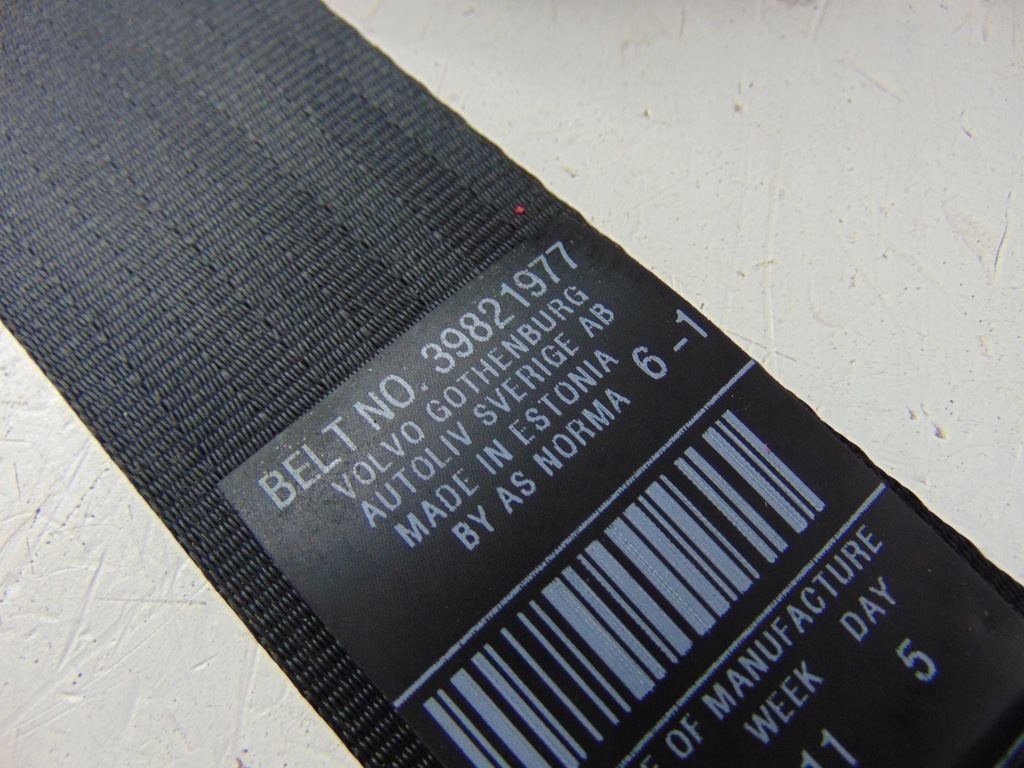 BELT NO. 39821977
VOLVO GOTHENBURG
AUTOLIV SVERIGE AB
MADE IN ESTONIA
BY AS NORMA 6-1
OF MANUFACTURE
WEEK DAY
11 5